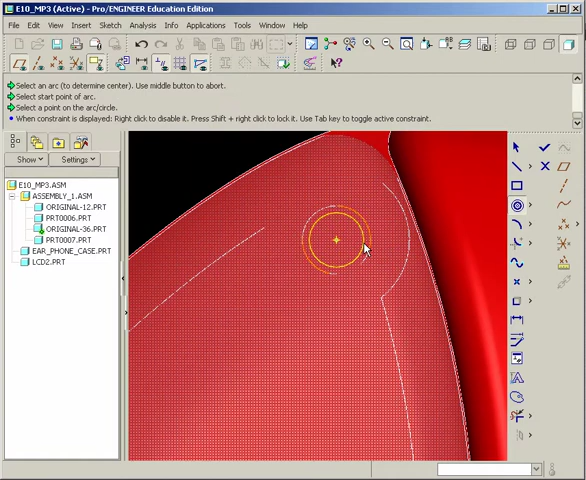 E10_MP3 (Active) - Pro/ENGINEER Education Edition
File Edit View Insert Sketch Analysis Info Applications Tools Window Help
Select an arc (to determine center). Use middle button to abort.
Select start point of arc.
Select a point on the arc/circle.
When constraint is displayed: Right click to disable it. Press Shift + right click to lock it. Use Tab key to toggle active constraint.
Show Settings
E10_MP3.ASM
ASSEMBLY_1.ASM
ORIGINAL-12.PRT
PRT0006.PRT
ORIGINAL-36.PRT
PRT0007.PRT
EAR_PHONE_CASE.PRT
LCD2.PRT